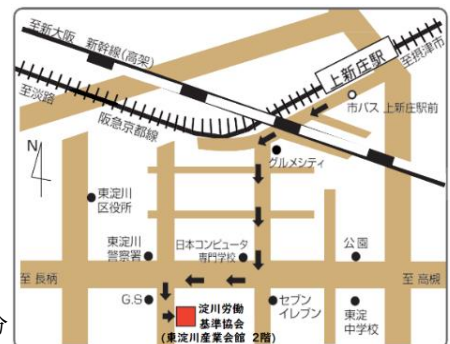 至新大阪
新幹線(高架)
上新庄駅
至摂津市
至淡路
阪急京都線
市バス 上新庄駅前
N
グルメシティ
東淀川
区役所
東淀川
警察署
日本コンピュータ
専門学校
公園
至 長柄
至 高槻
G.S
淀川労働
基準協会
(東淀川産業会館 2階)
セブン
イレブン
東淀
中学校
分